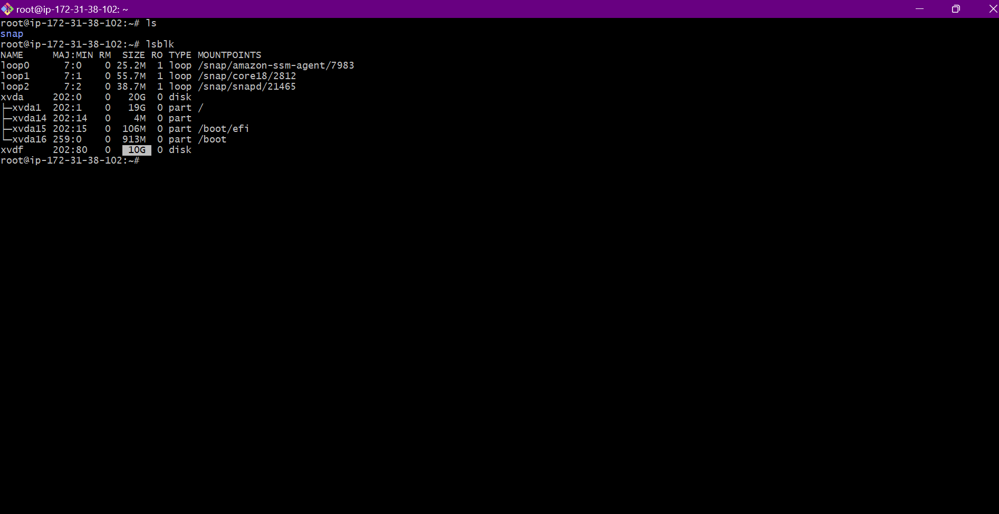 root@ip-172-31-38-102: ~
root@ip-172-31-38-102:~# ls
snap
root@ip-172-31-38-102:~# lsblk
NAME     MAJ:MIN RM  SIZE RO TYPE MOUNTPOINTS
loop0      7:0    0 25.2M  1 loop /snap/amazon-ssm-agent/7983
loop1      7:1    0 55.7M  1 loop /snap/core18/2812
loop2      7:2    0 38.7M  1 loop /snap/snapd/21465
xvda     202:0    0   20G  0 disk
├─xvda1  202:1    0   19G  0 part /
├─xvda14 202:14   0    4M  0 part
├─xvda15 202:15   0  106M  0 part /boot/efi
└─xvda16 259:0    0  913M  0 part /boot
xvdf     202:80   0   10G  0 disk
root@ip-172-31-38-102:~#